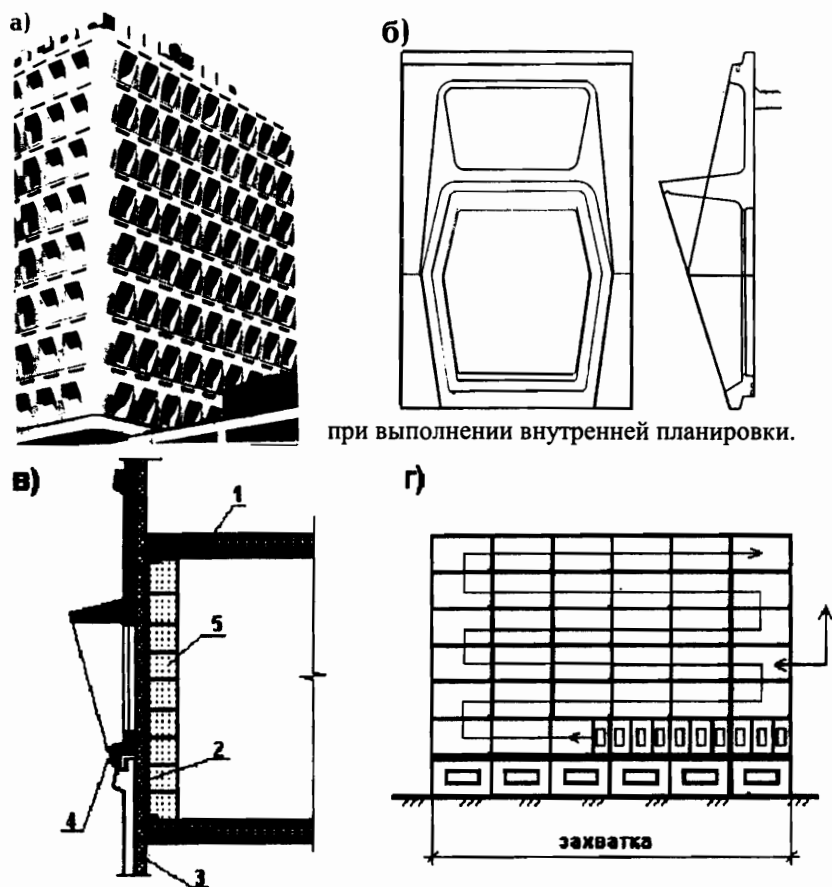 а)
б)
при выполнении внутренней планировки.
в)
1
5
2
4
3
г)
захватка